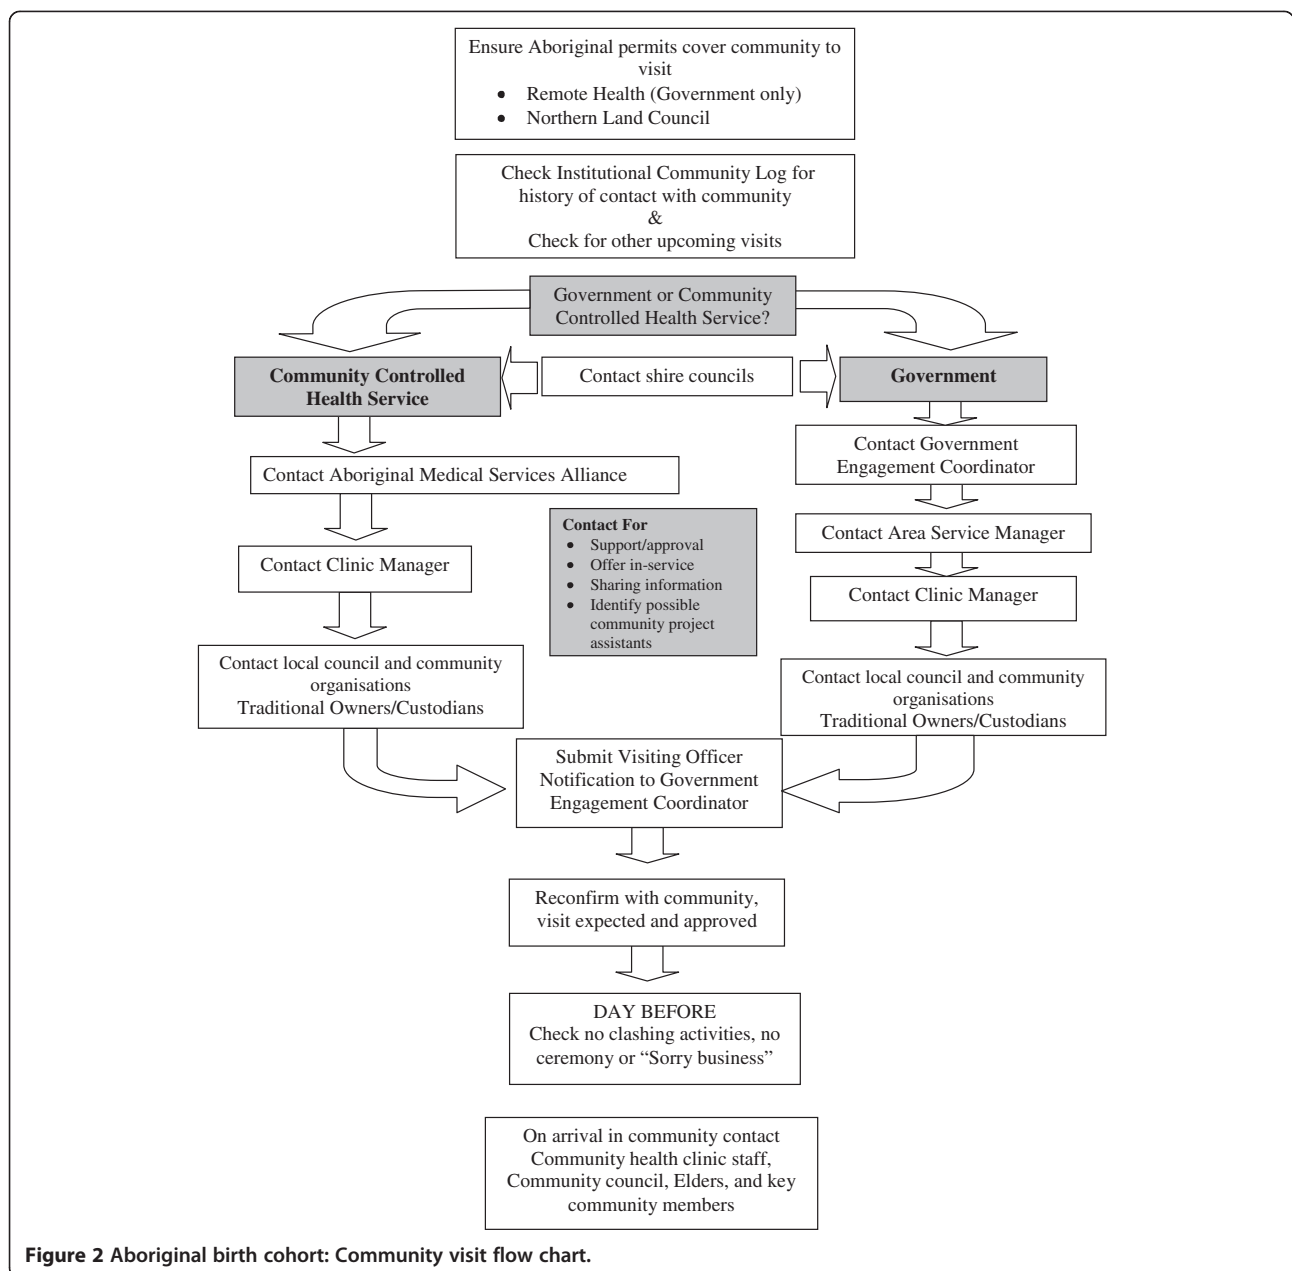 Ensure Aboriginal permits cover community to
visit
• Remote Health (Government only)
• Northern Land Council
Check Institutional Community Log for
history of contact with community
&
Check for other upcoming visits
Government or Community
Controlled Health Service?
Community Controlled
Health Service
Contact shire councils
Government
Contact Aboriginal Medical Services Alliance
Contact Clinic Manager
Contact local council and community
organisations
Traditional Owners/Custodians
Contact For
• Support/approval
• Offer in-service
• Sharing information
• Identify possible
community project
assistants
Contact Government
Engagement Coordinator
Contact Area Service Manager
Contact Clinic Manager
Contact local council and community
organisations
Traditional Owners/Custodians
Submit Visiting Officer
Notification to Government
Engagement Coordinator
Reconfirm with community,
visit expected and approved
DAY BEFORE
Check no clashing activities, no
ceremony or “Sorry business”
On arrival in community contact
Community health clinic staff,
Community council, Elders, and key
community members
Figure 2 Aboriginal birth cohort: Community visit flow chart.